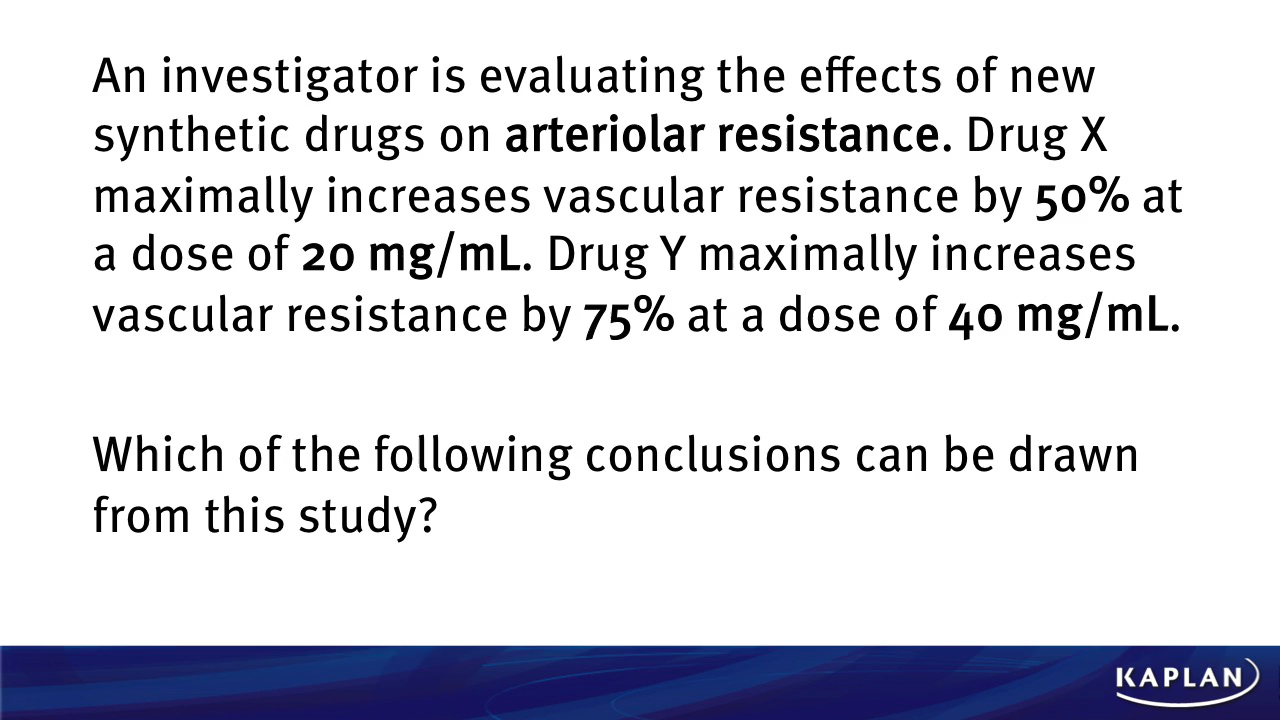 An investigator is evaluating the effects of new
synthetic drugs on arteriolar resistance. Drug X
maximally increases vascular resistance by 50% at
a dose of 20 mg/mL. Drug Y maximally increases
vascular resistance by 75% at a dose of 40 mg/mL.
Which of the following conclusions can be drawn
from this study?
KAPLAN